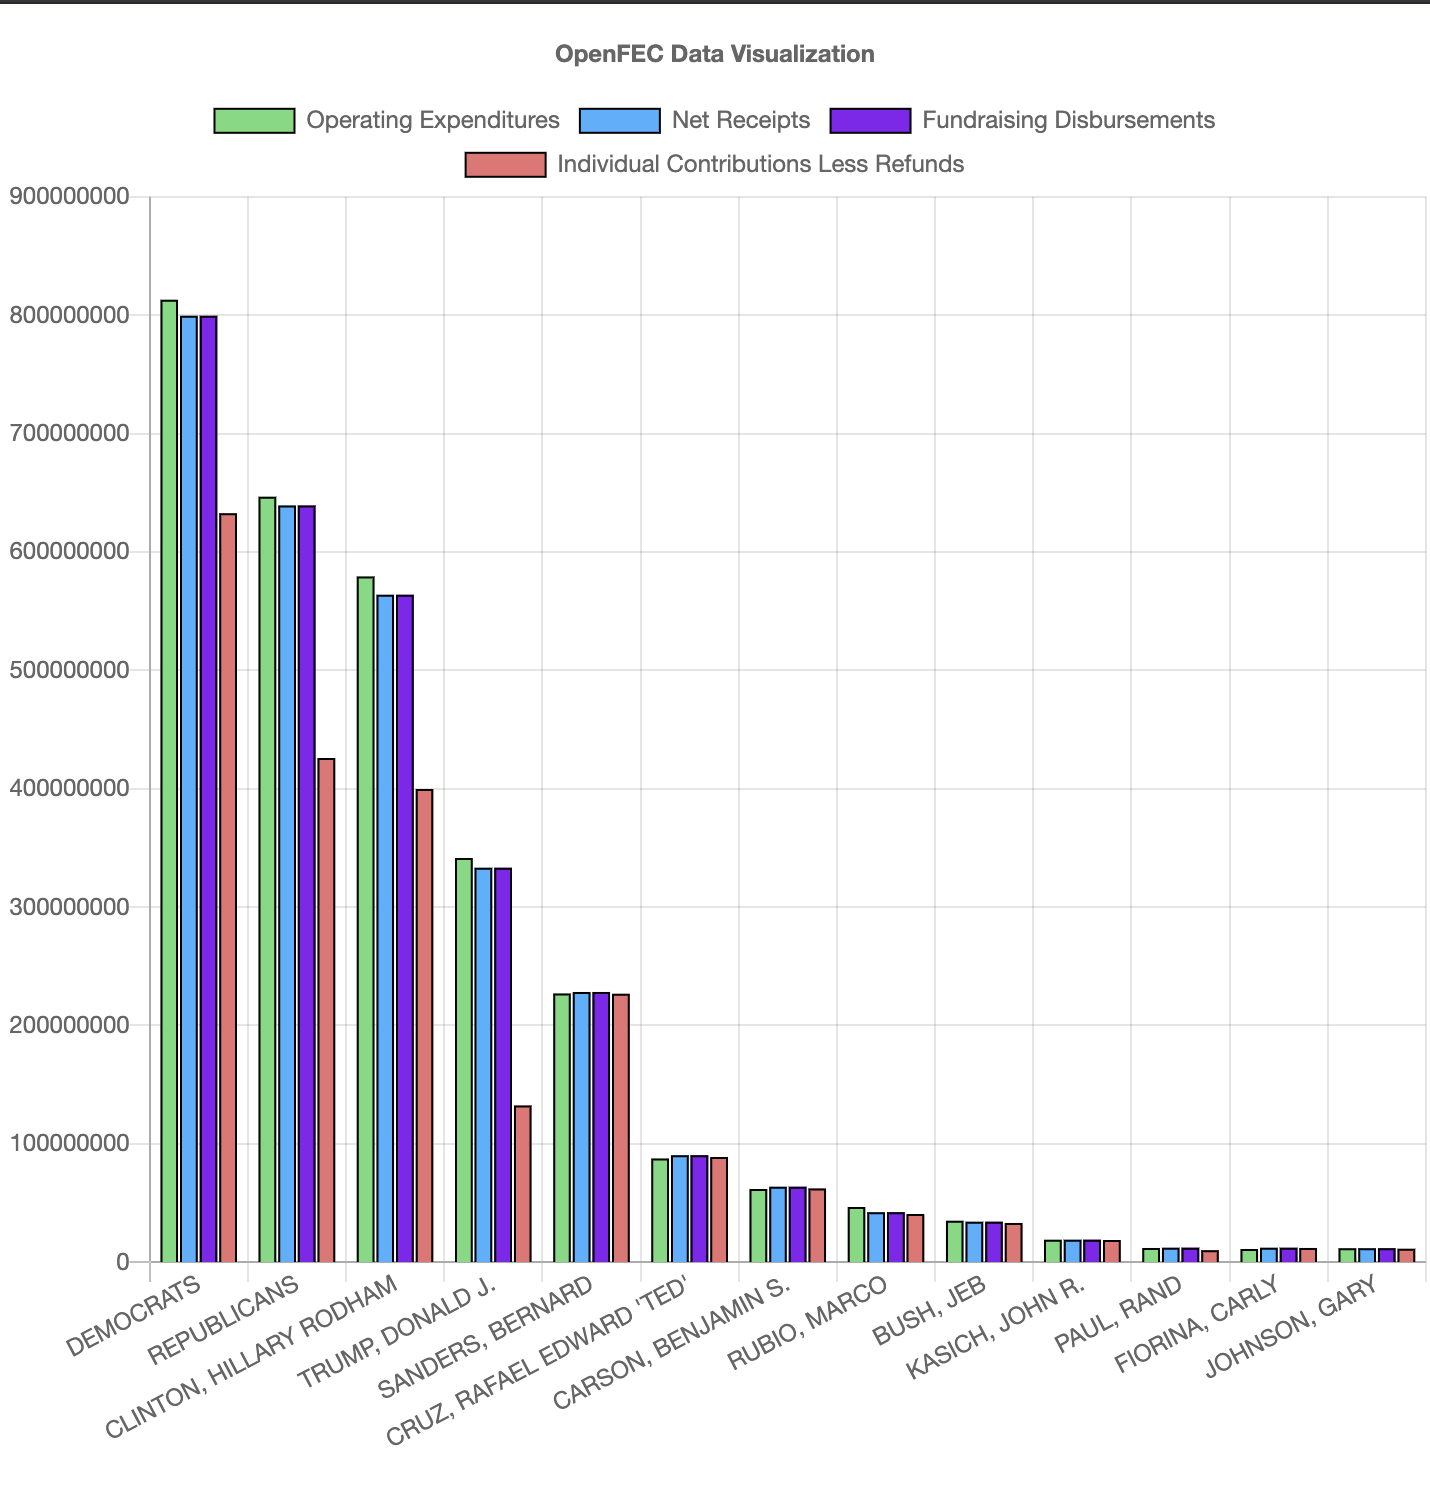 OpenFEC Data Visualization
Operating Expenditures Net Receipts Fundraising Disbursements
Individual Contributions Less Refunds
900000000
800000000
700000000
600000000
500000000
400000000
300000000
200000000
100000000
0
DEMOCRATS
REPUBLICANS
CLINTON, HILLARY RODHAM
TRUMP, DONALD J.
SANDERS, BERNARD
CRUZ, RAFAEL EDWARD 'TED'
CARSON, BENJAMIN S.
RUBIO, MARCO
BUSH, JEB
KASICH, JOHN R.
PAUL, RAND
FIORINA, CARLY
JOHNSON, GARY